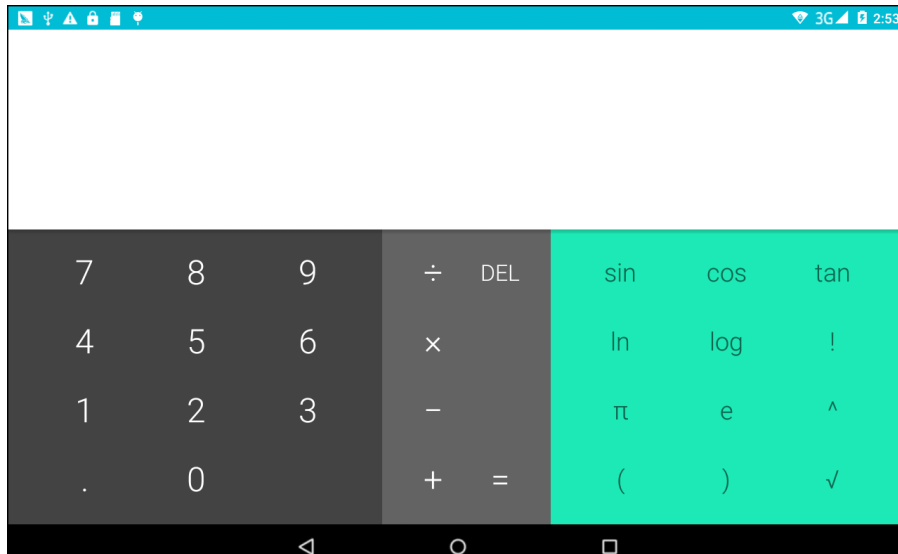 3G 2:53
7 8 9 ÷ DEL sin cos tan
4 5 6 × ln log !
1 2 3 − π e ^
. 0 + = ( ) √